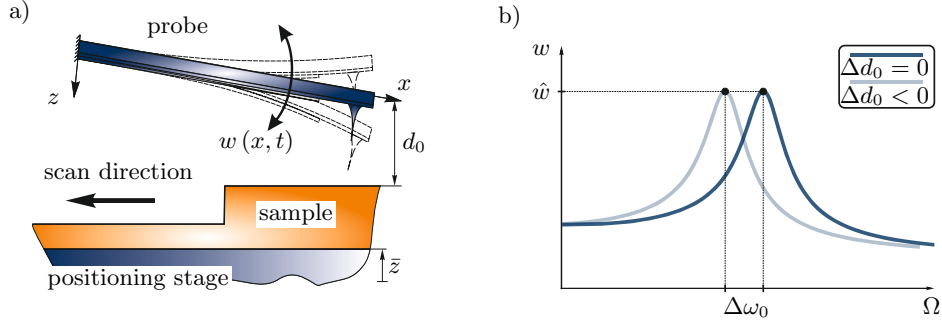 a)
probe
x
z
w (x, t)
d₀
scan direction
sample
positioning stage
z̄
b)
w
ŵ
Δd₀ = 0
Δd₀ < 0
Δω₀
Ω